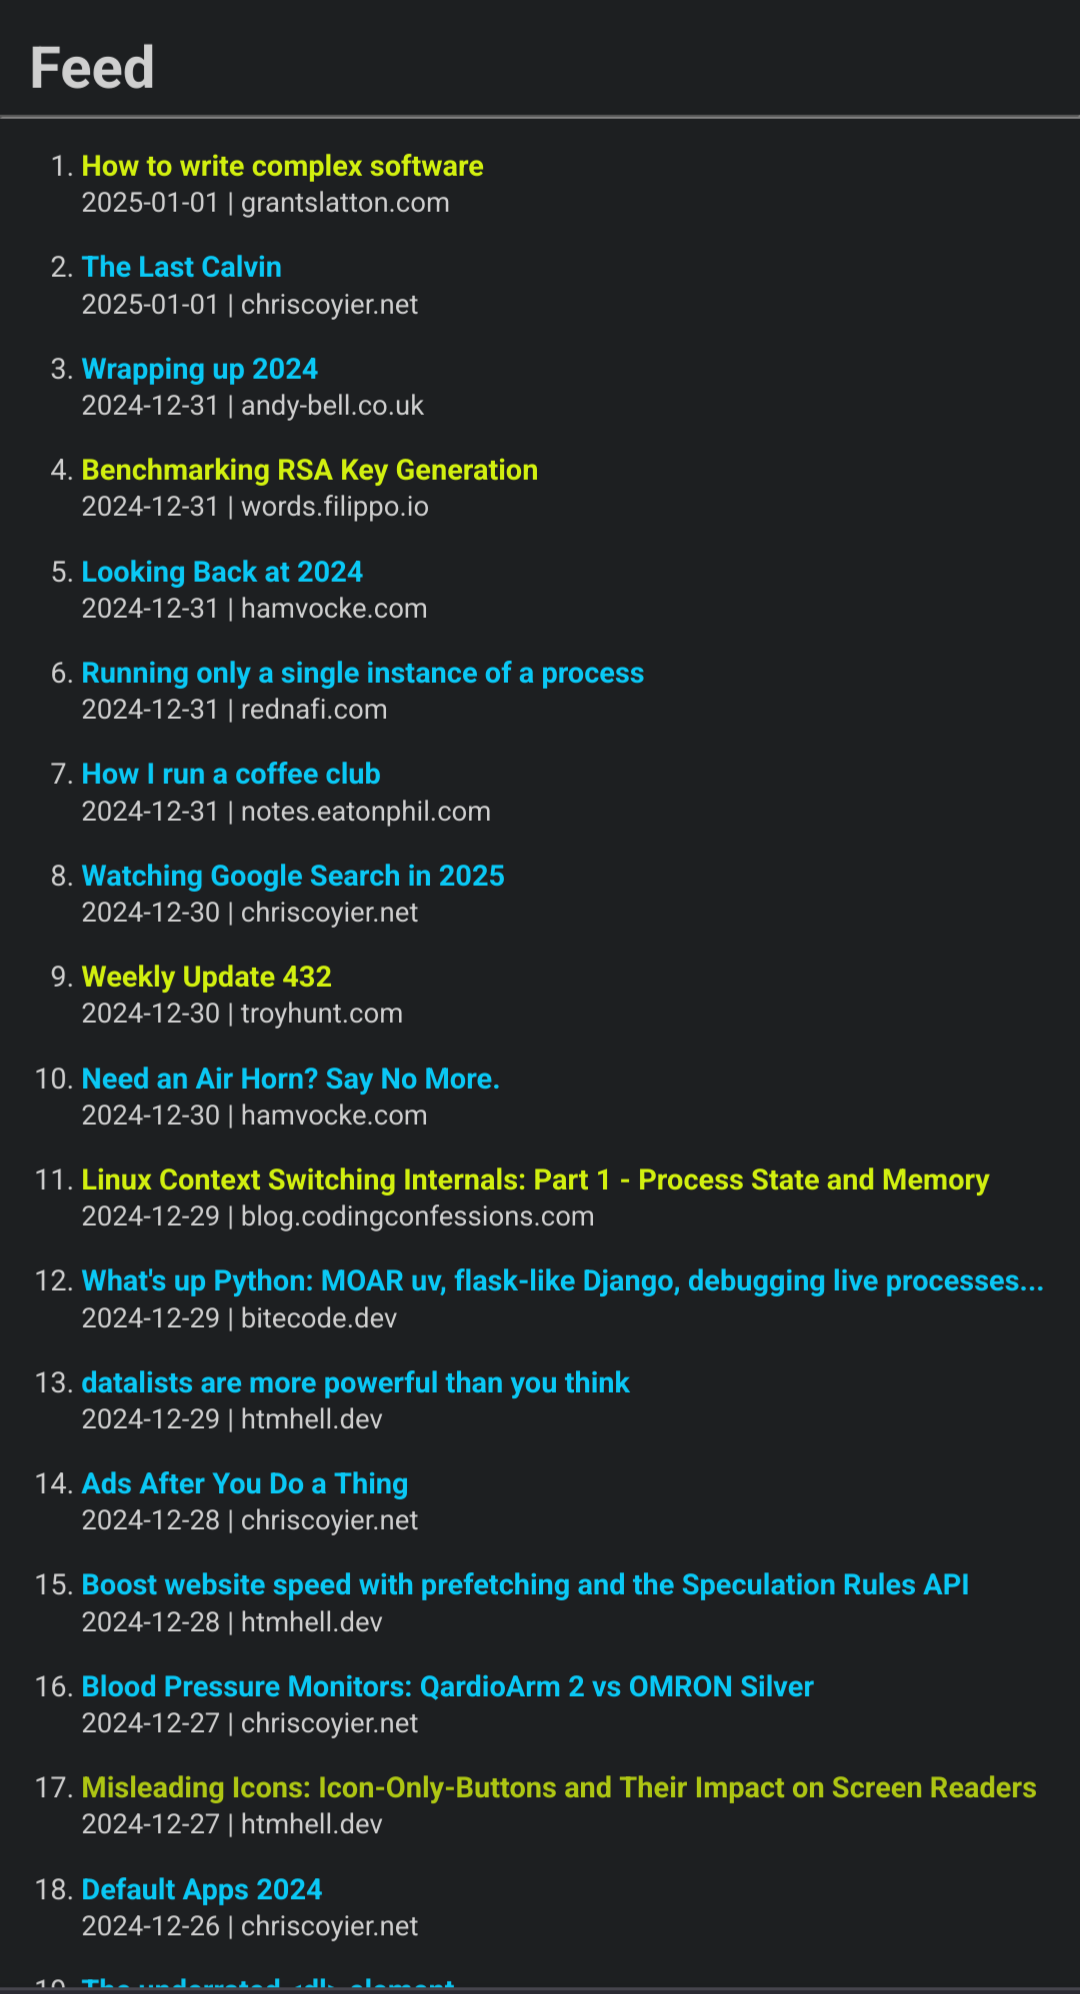 Feed
1. How to write complex software
2025-01-01 | grantslatton.com
2. The Last Calvin
2025-01-01 | chriscoyier.net
3. Wrapping up 2024
2024-12-31 | andy-bell.co.uk
4. Benchmarking RSA Key Generation
2024-12-31 | words.filippo.io
5. Looking Back at 2024
2024-12-31 | hamvocke.com
6. Running only a single instance of a process
2024-12-31 | rednafi.com
7. How I run a coffee club
2024-12-31 | notes.eatonphil.com
8. Watching Google Search in 2025
2024-12-30 | chriscoyier.net
9. Weekly Update 432
2024-12-30 | troyhunt.com
10. Need an Air Horn? Say No More.
2024-12-30 | hamvocke.com
11. Linux Context Switching Internals: Part 1 - Process State and Memory
2024-12-29 | blog.codingconfessions.com
12. What's up Python: MOAR uv, flask-like Django, debugging live processes...
2024-12-29 | bitecode.dev
13. datalists are more powerful than you think
2024-12-29 | htmhell.dev
14. Ads After You Do a Thing
2024-12-28 | chriscoyier.net
15. Boost website speed with prefetching and the Speculation Rules API
2024-12-28 | htmhell.dev
16. Blood Pressure Monitors: QardioArm 2 vs OMRON Silver
2024-12-27 | chriscoyier.net
17. Misleading Icons: Icon-Only-Buttons and Their Impact on Screen Readers
2024-12-27 | htmhell.dev
18. Default Apps 2024
2024-12-26 | chriscoyier.net
19. The underrated <dl> element